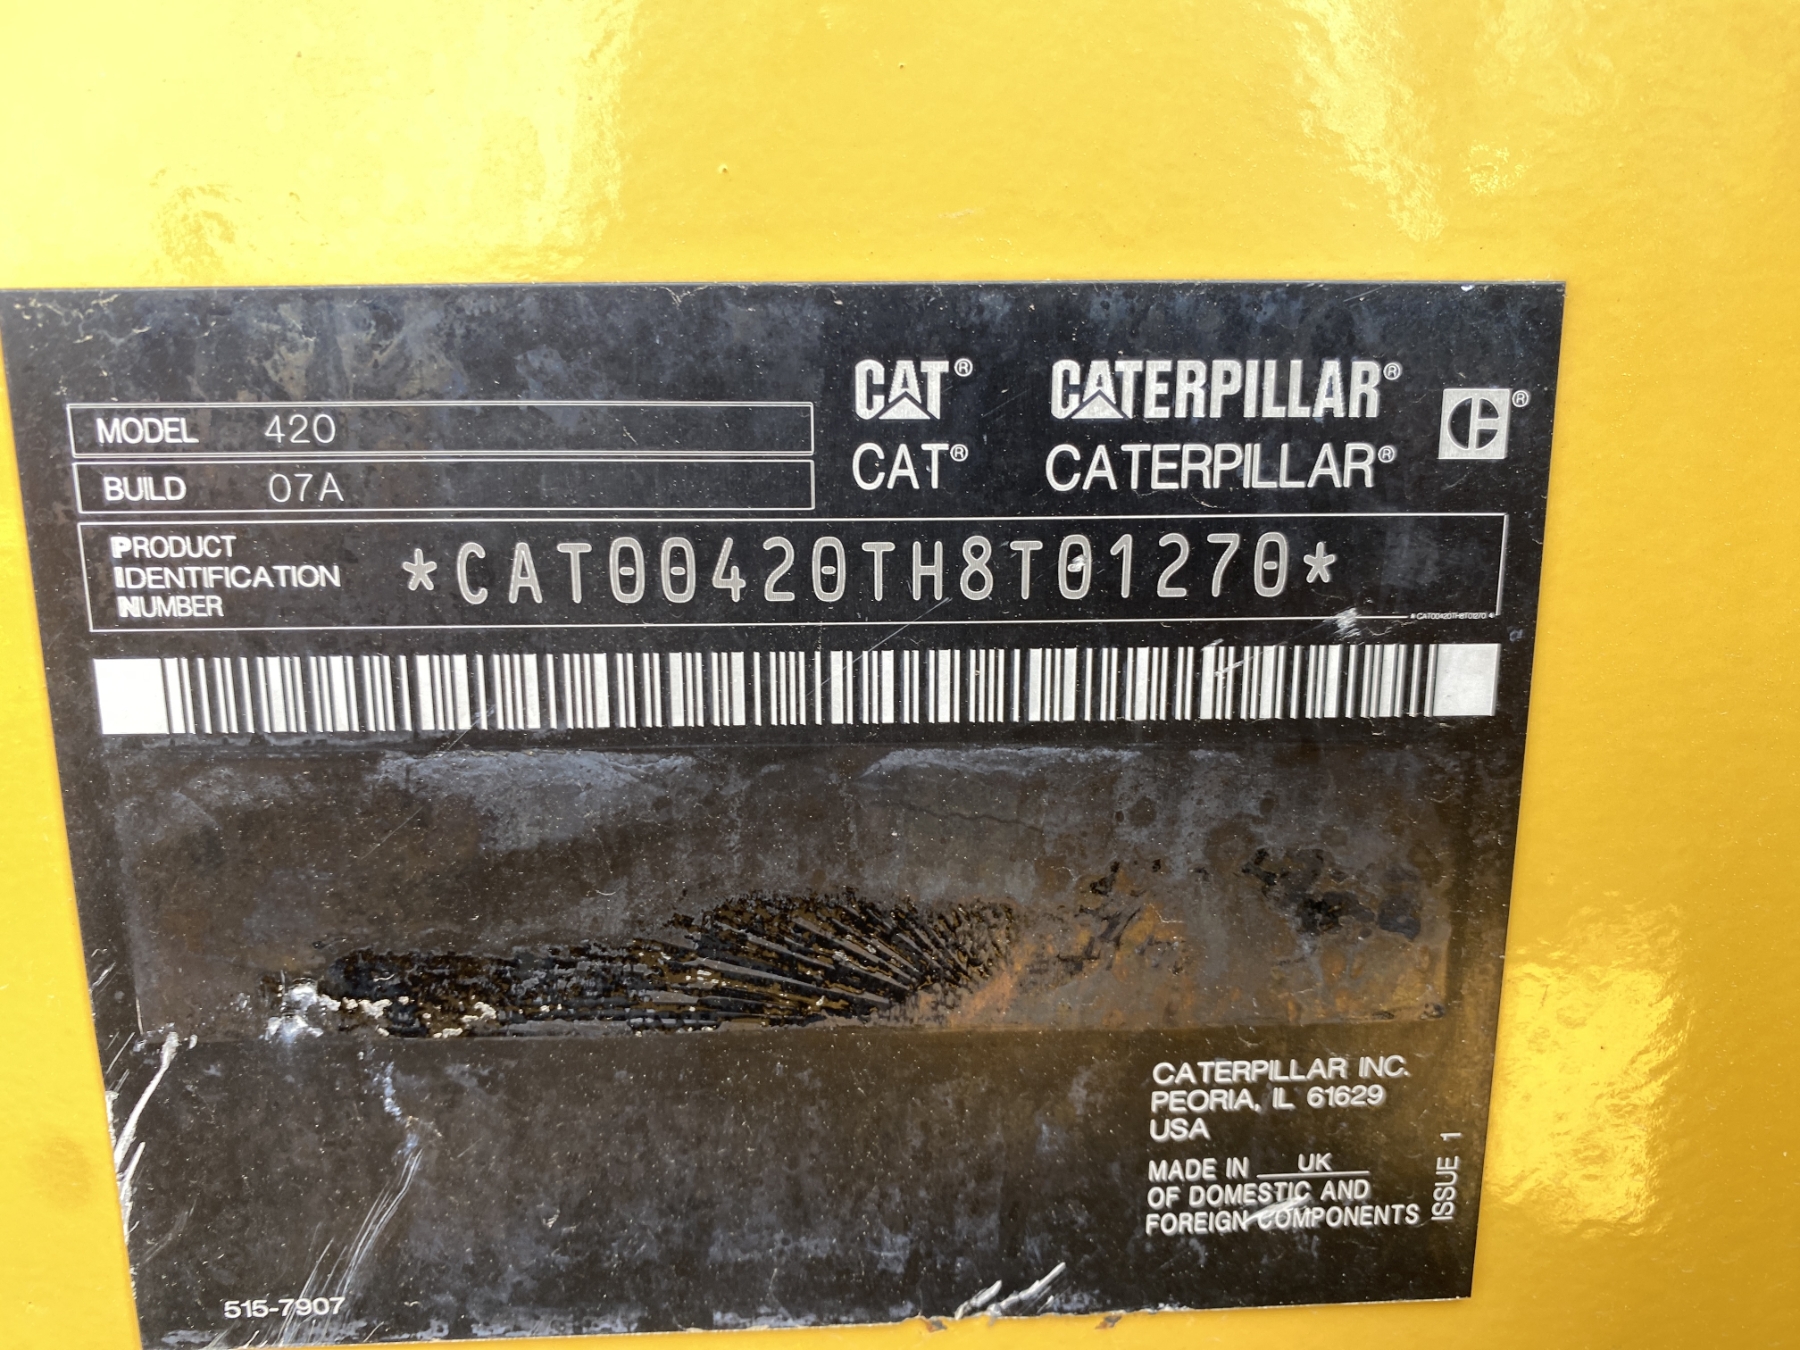 CAT® CATERPILLAR®
CAT® CATERPILLAR®
MODEL 420
BUILD 07A
PRODUCT
IDENTIFICATION
NUMBER
*CAT00420TH8T01270*
*CAT00420TH8T01270*
CATERPILLAR INC.
PEORIA, IL 61629
USA
MADE IN UK
OF DOMESTIC AND
FOREIGN COMPONENTS
ISSUE 1
515-7907